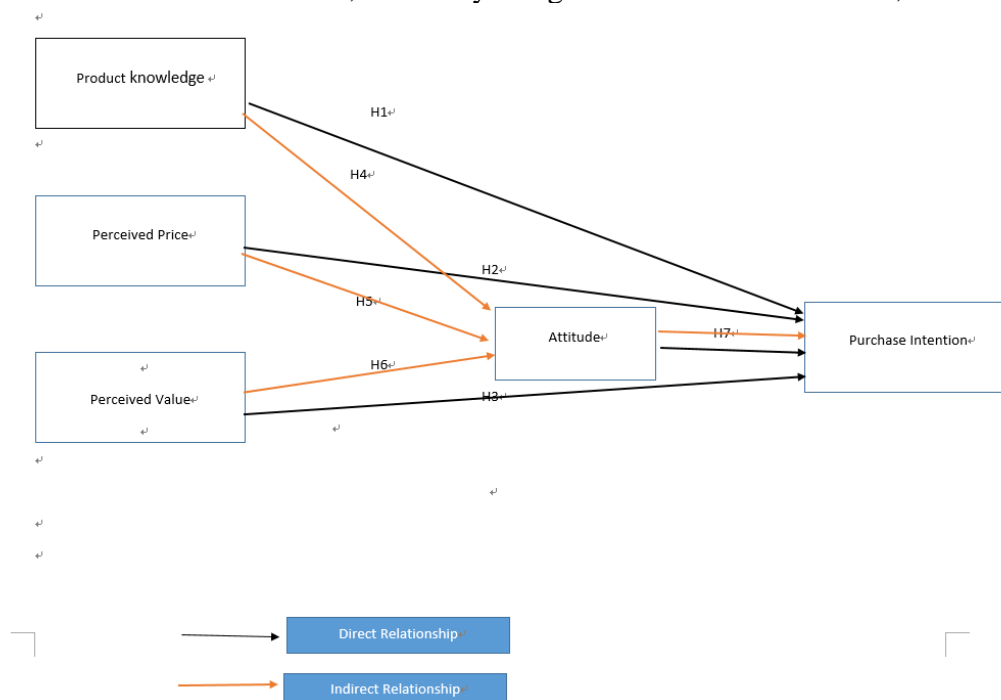 Product knowledge
H1
H4
Perceived Price
H2
H5
H7
Attitude
Purchase Intention
H6
Perceived Value
H3
Direct Relationship
Indirect Relationship